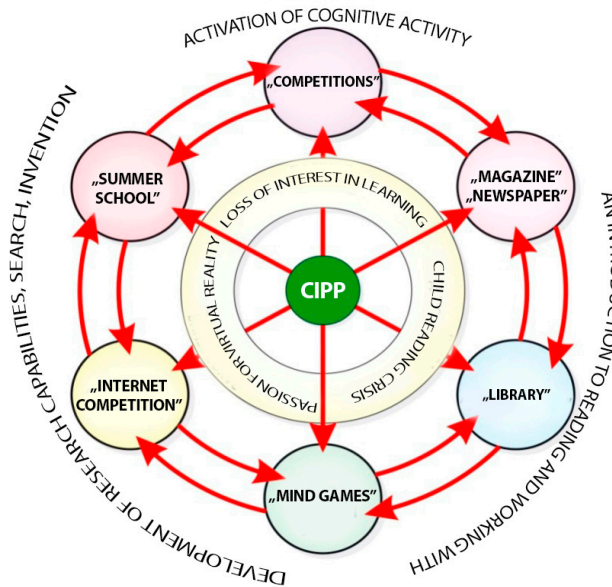 ACTIVATION OF COGNITIVE ACTIVITY
„COMPETITIONS"
„SUMMER
SCHOOL"
„MAGAZINE"
„NEWSPAPER"
LOSS OF INTEREST IN LEARNING
PASSION FOR VIRTUAL REALITY
CHILD READING CRISIS
CIPP
„INTERNET
COMPETITION"
„LIBRARY"
„MIND GAMES"
DEVELOPMENT OF RESEARCH CAPABILITIES, SEARCH, INVENTION
AN INTRODUCTION TO READING AND WORKING WITH